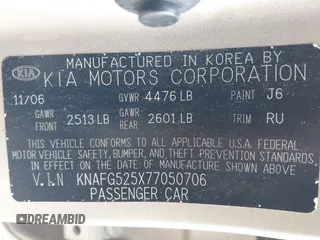 MANUFACTURED IN KOREA BY
KIA KIA MOTORS CORPORATION
11/06 GVWR 4476 LB PAINT J6
GAWR FRONT 2513 LB GAWR REAR 2601 LB TRIM RU
THIS VEHICLE CONFORMS TO ALL APPLICABLE U.S.A. FEDERAL
MOTOR VEHICLE SAFETY, BUMPER, AND THEFT PREVENTION
STANDARDS IN EFFECT ON THE DATE OF MANUFACTURE SHOWN ABOVE
V.I.N KNAFG525X77050706
PASSENGER CAR
DREAMBID